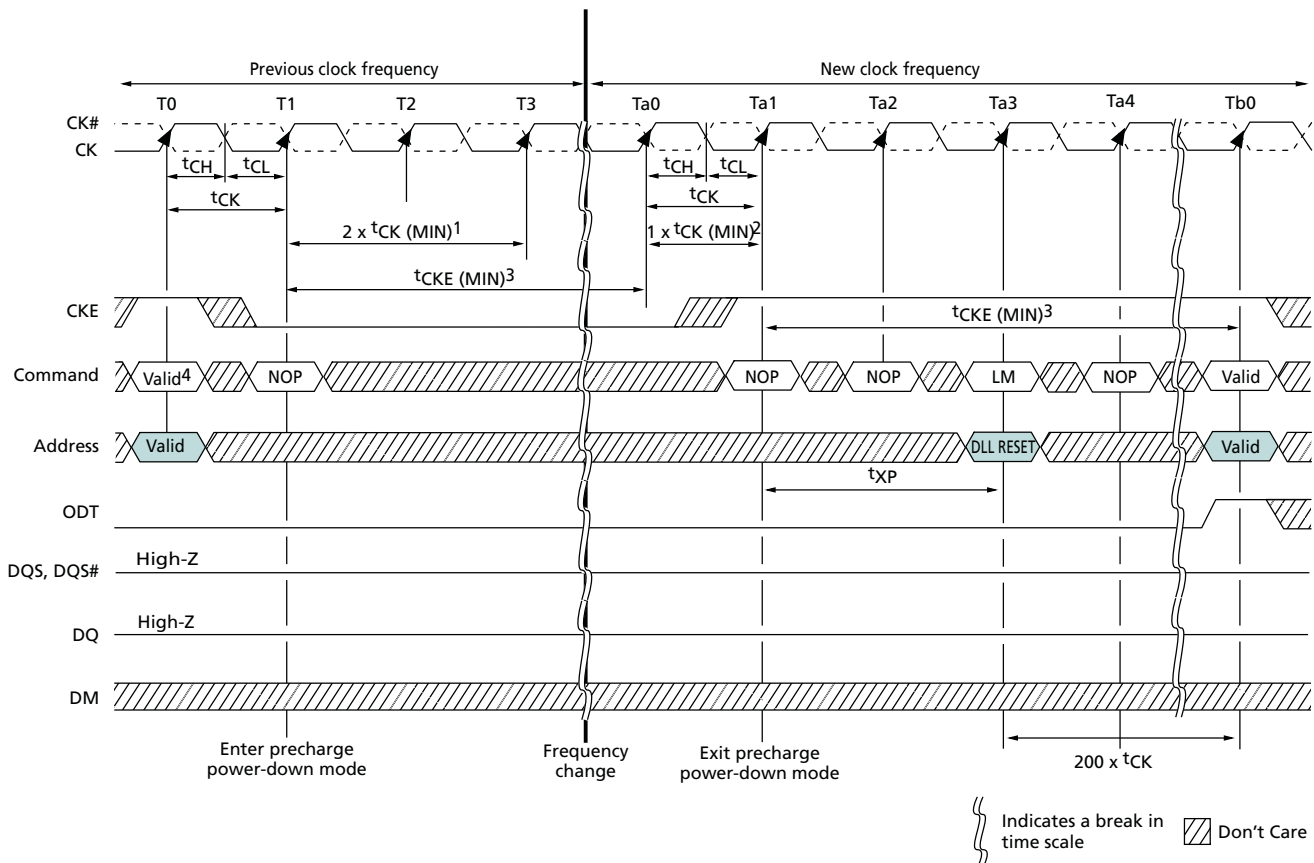 Previous clock frequency New clock frequency
T0 T1 T2 T3 Ta0 Ta1 Ta2 Ta3 Ta4 Tb0
CK#
CK
tCH tCL tCH tCL
tCK tCK
2 x tCK (MIN)1 1 x tCK (MIN)2
tCKE (MIN)3
CKE
tCKE (MIN)3
Command Valid4 NOP NOP NOP LM NOP Valid
Address Valid DLL RESET Valid
tXP
ODT
High-Z
DQS, DQS#
High-Z
DQ
DM
Enter precharge
power-down mode
Frequency
change
Exit precharge
power-down mode
200 x tCK
Indicates a break in
time scale
Don't Care